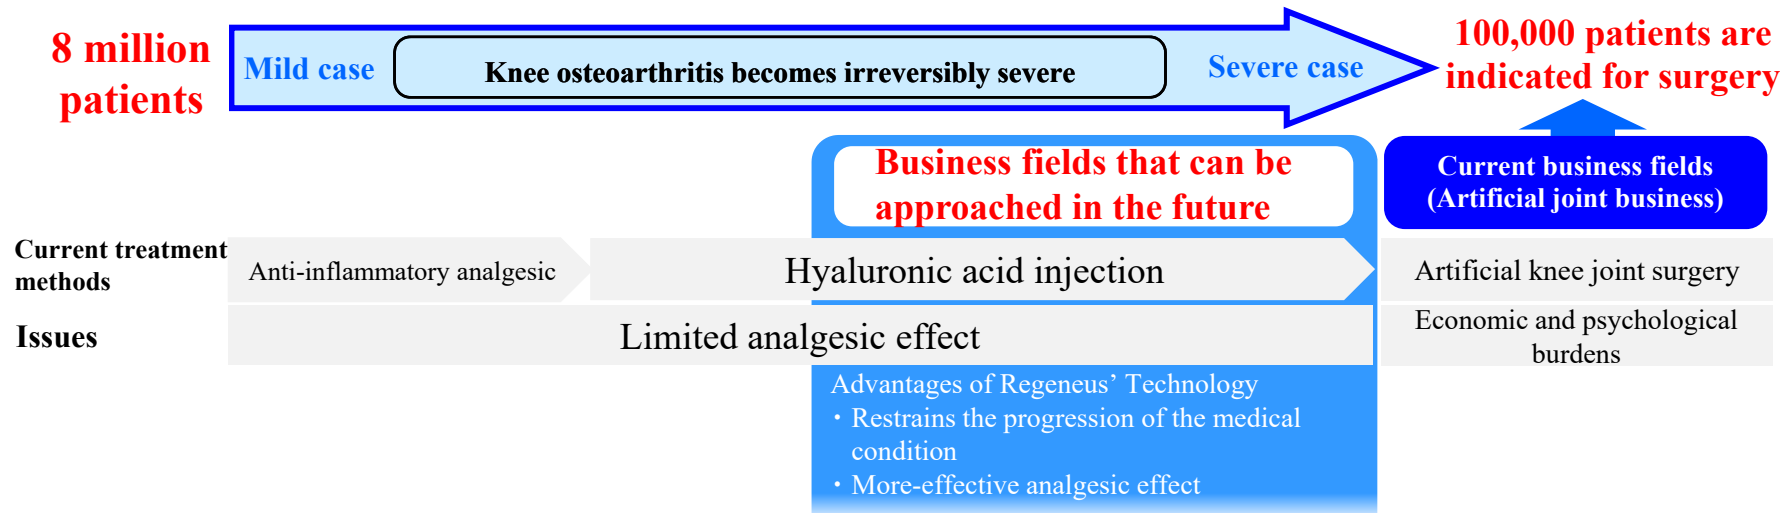 8 million
patients
Mild case
Knee osteoarthritis becomes irreversibly severe
Severe case
100,000 patients are
indicated for surgery
Business fields that can be
approached in the future
Current business fields
(Artificial joint business)
Current treatment
methods
Anti-inflammatory analgesic
Hyaluronic acid injection
Artificial knee joint surgery
Issues
Limited analgesic effect
Economic and psychological
burdens
Advantages of Regeneus’ Technology
・Restrains the progression of the medical
condition
・More-effective analgesic effect